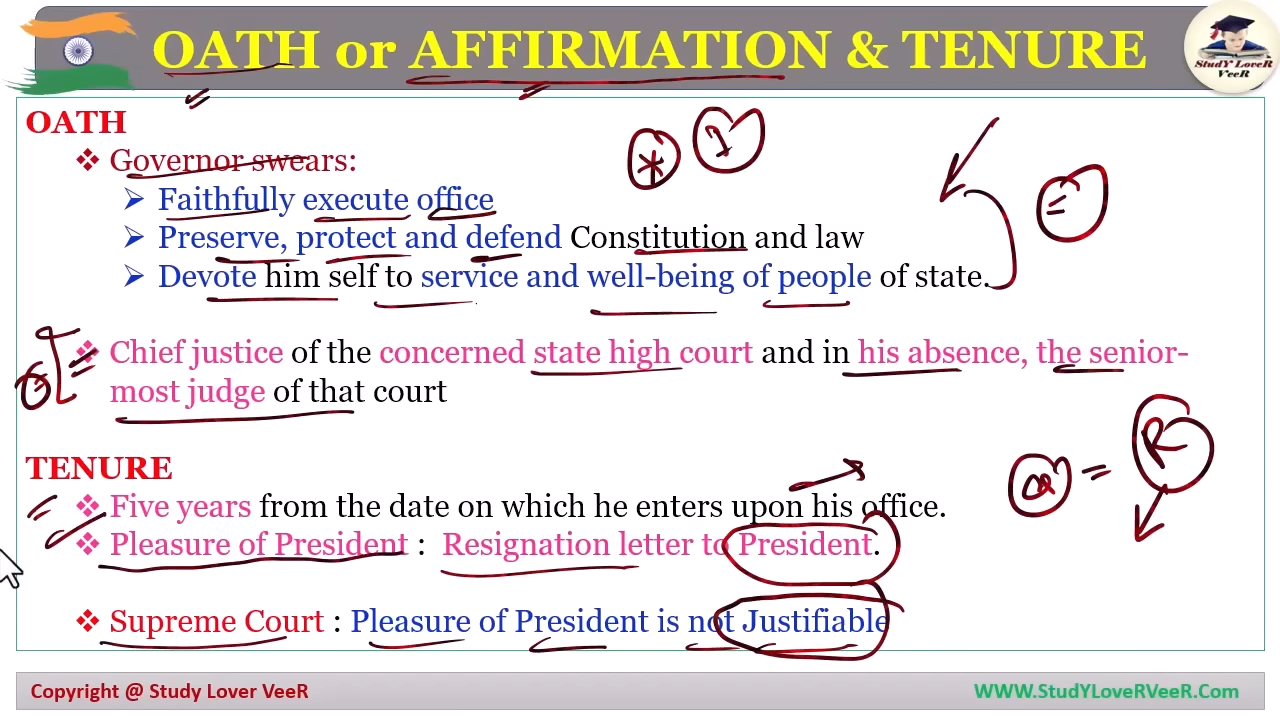 OATH or AFFIRMATION & TENURE
StudY LoveR
VeeR
OATH
❖ Governor swears:
➢ Faithfully execute office
➢ Preserve, protect and defend Constitution and law
➢ Devote him self to service and well-being of people of state.
❖ Chief justice of the concerned state high court and in his absence, the senior-
most judge of that court
TENURE
❖ Five years from the date on which he enters upon his office.
❖ Pleasure of President : Resignation letter to President.
❖ Supreme Court : Pleasure of President is not Justifiable
Copyright @ Study Lover VeeR
WWW.StudYLoveRVeeR.Com